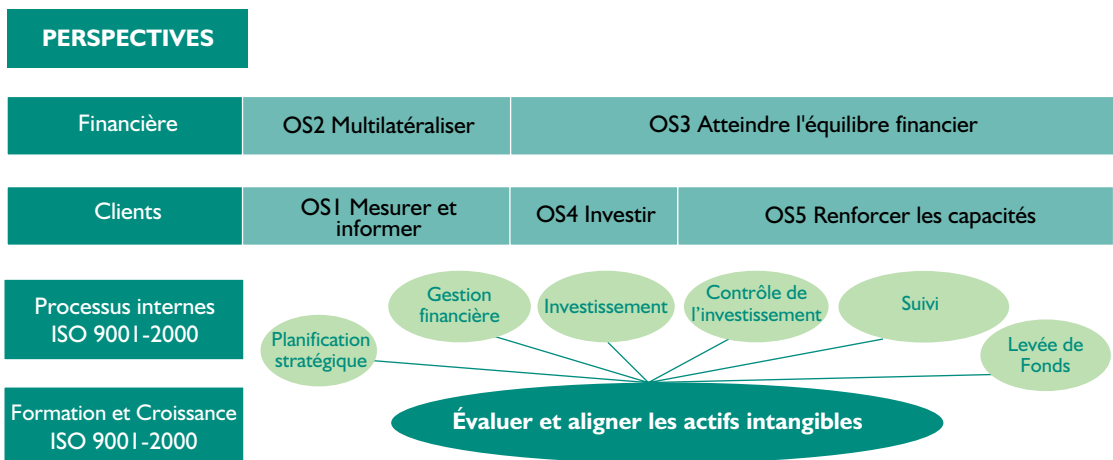 PERSPECTIVES
Financière
OS2 Multilatéraliser
OS3 Atteindre l'équilibre financier
Clients
OS1 Mesurer et
informer
OS4 Investir
OS5 Renforcer les capacités
Processus internes
ISO 9001-2000
Planification
stratégique
Gestion
financière
Investissement
Contrôle de
l’investissement
Suivi
Levée de
Fonds
Formation et Croissance
ISO 9001-2000
Évaluer et aligner les actifs intangibles